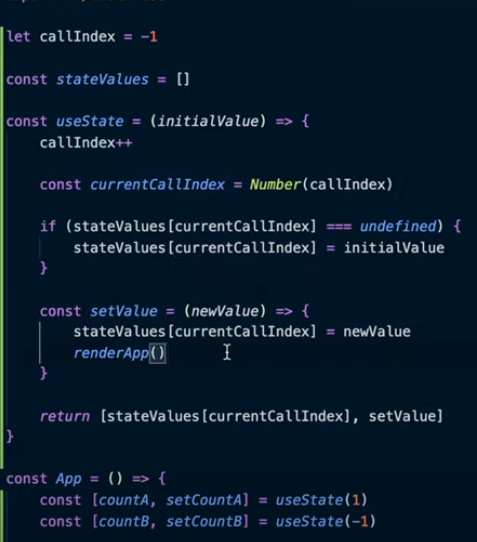 let callIndex = -1
const stateValues = []
const useState = (initialValue) => {
callIndex++
const currentCallIndex = Number(callIndex)
if (stateValues[currentCallIndex] === undefined) {
stateValues[currentCallIndex] = initialValue
}
const setValue = (newValue) => {
stateValues[currentCallIndex] = newValue
renderApp()
}
return [stateValues[currentCallIndex], setValue]
}
const App = () => {
const [countA, setCountA] = useState(1)
const [countB, setCountB] = useState(-1)